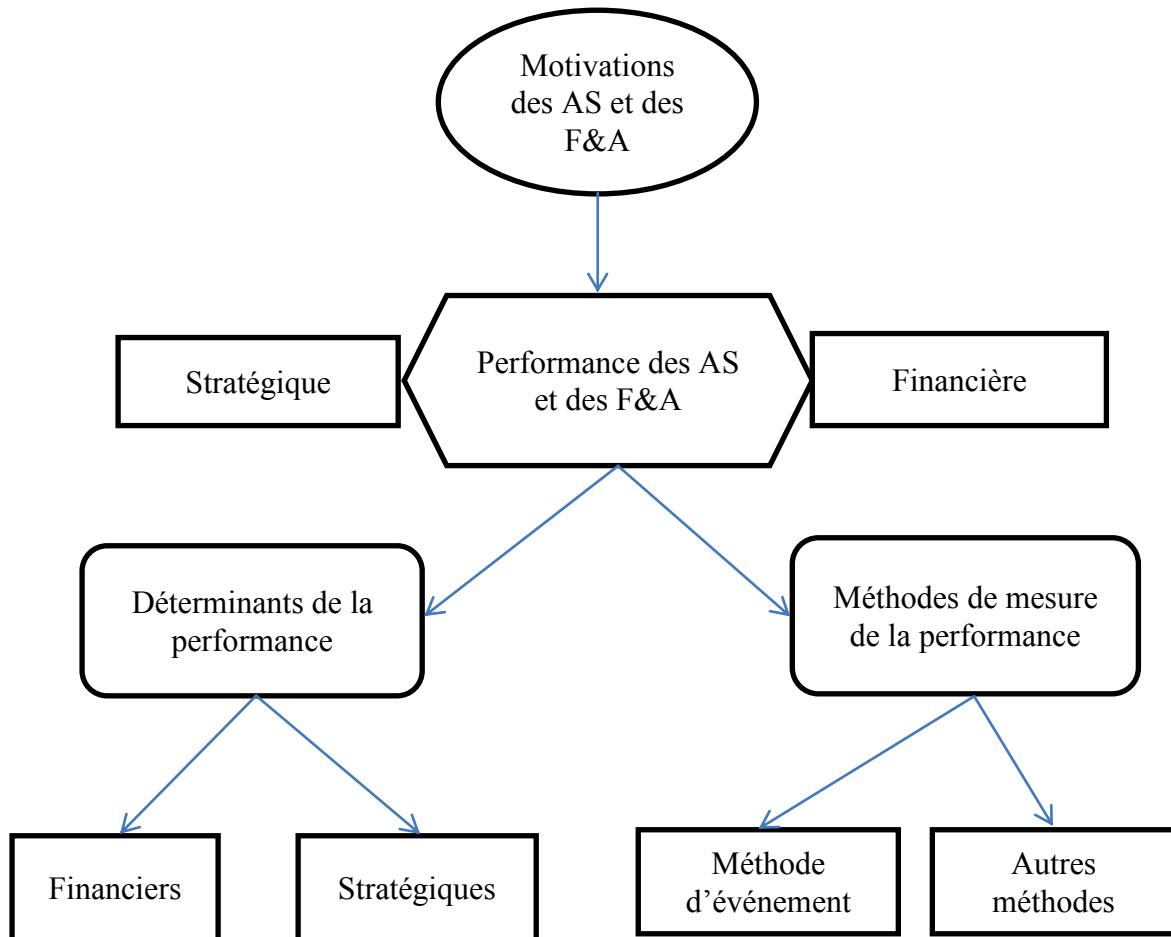 Motivations
des AS et des
F&A
Stratégique
Performance des AS
et des F&A
Financière
Déterminants de la
performance
Méthodes de mesure
de la performance
Financiers
Stratégiques
Méthode
d’événement
Autres
méthodes